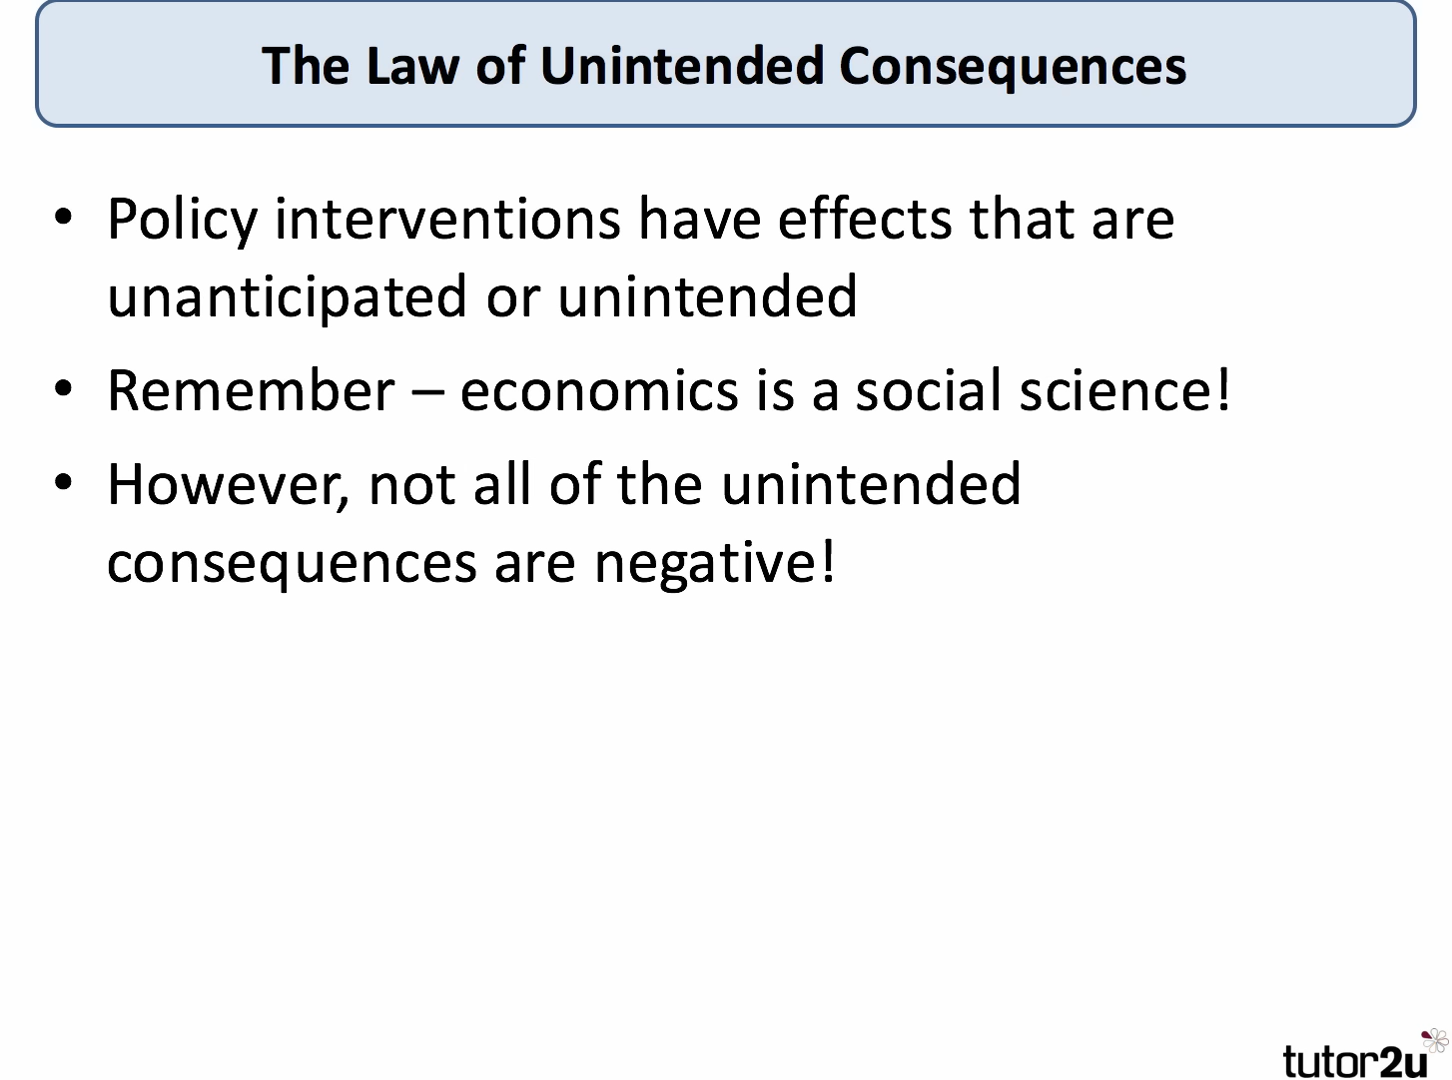 The Law of Unintended Consequences
• Policy interventions have effects that are
unanticipated or unintended
• Remember – economics is a social science!
• However, not all of the unintended
consequences are negative!
tutor2u